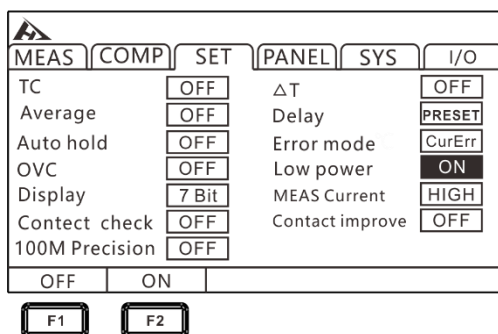 MEAS COMP SET PANEL SYS I/O
TC OFF ΔT OFF
Average OFF Delay PRESET
Auto hold OFF Error mode CurErr
OVC OFF Low power ON
Display 7 Bit MEAS Current HIGH
Contect check OFF Contact improve OFF
100M Precision OFF
OFF ON
F1 F2